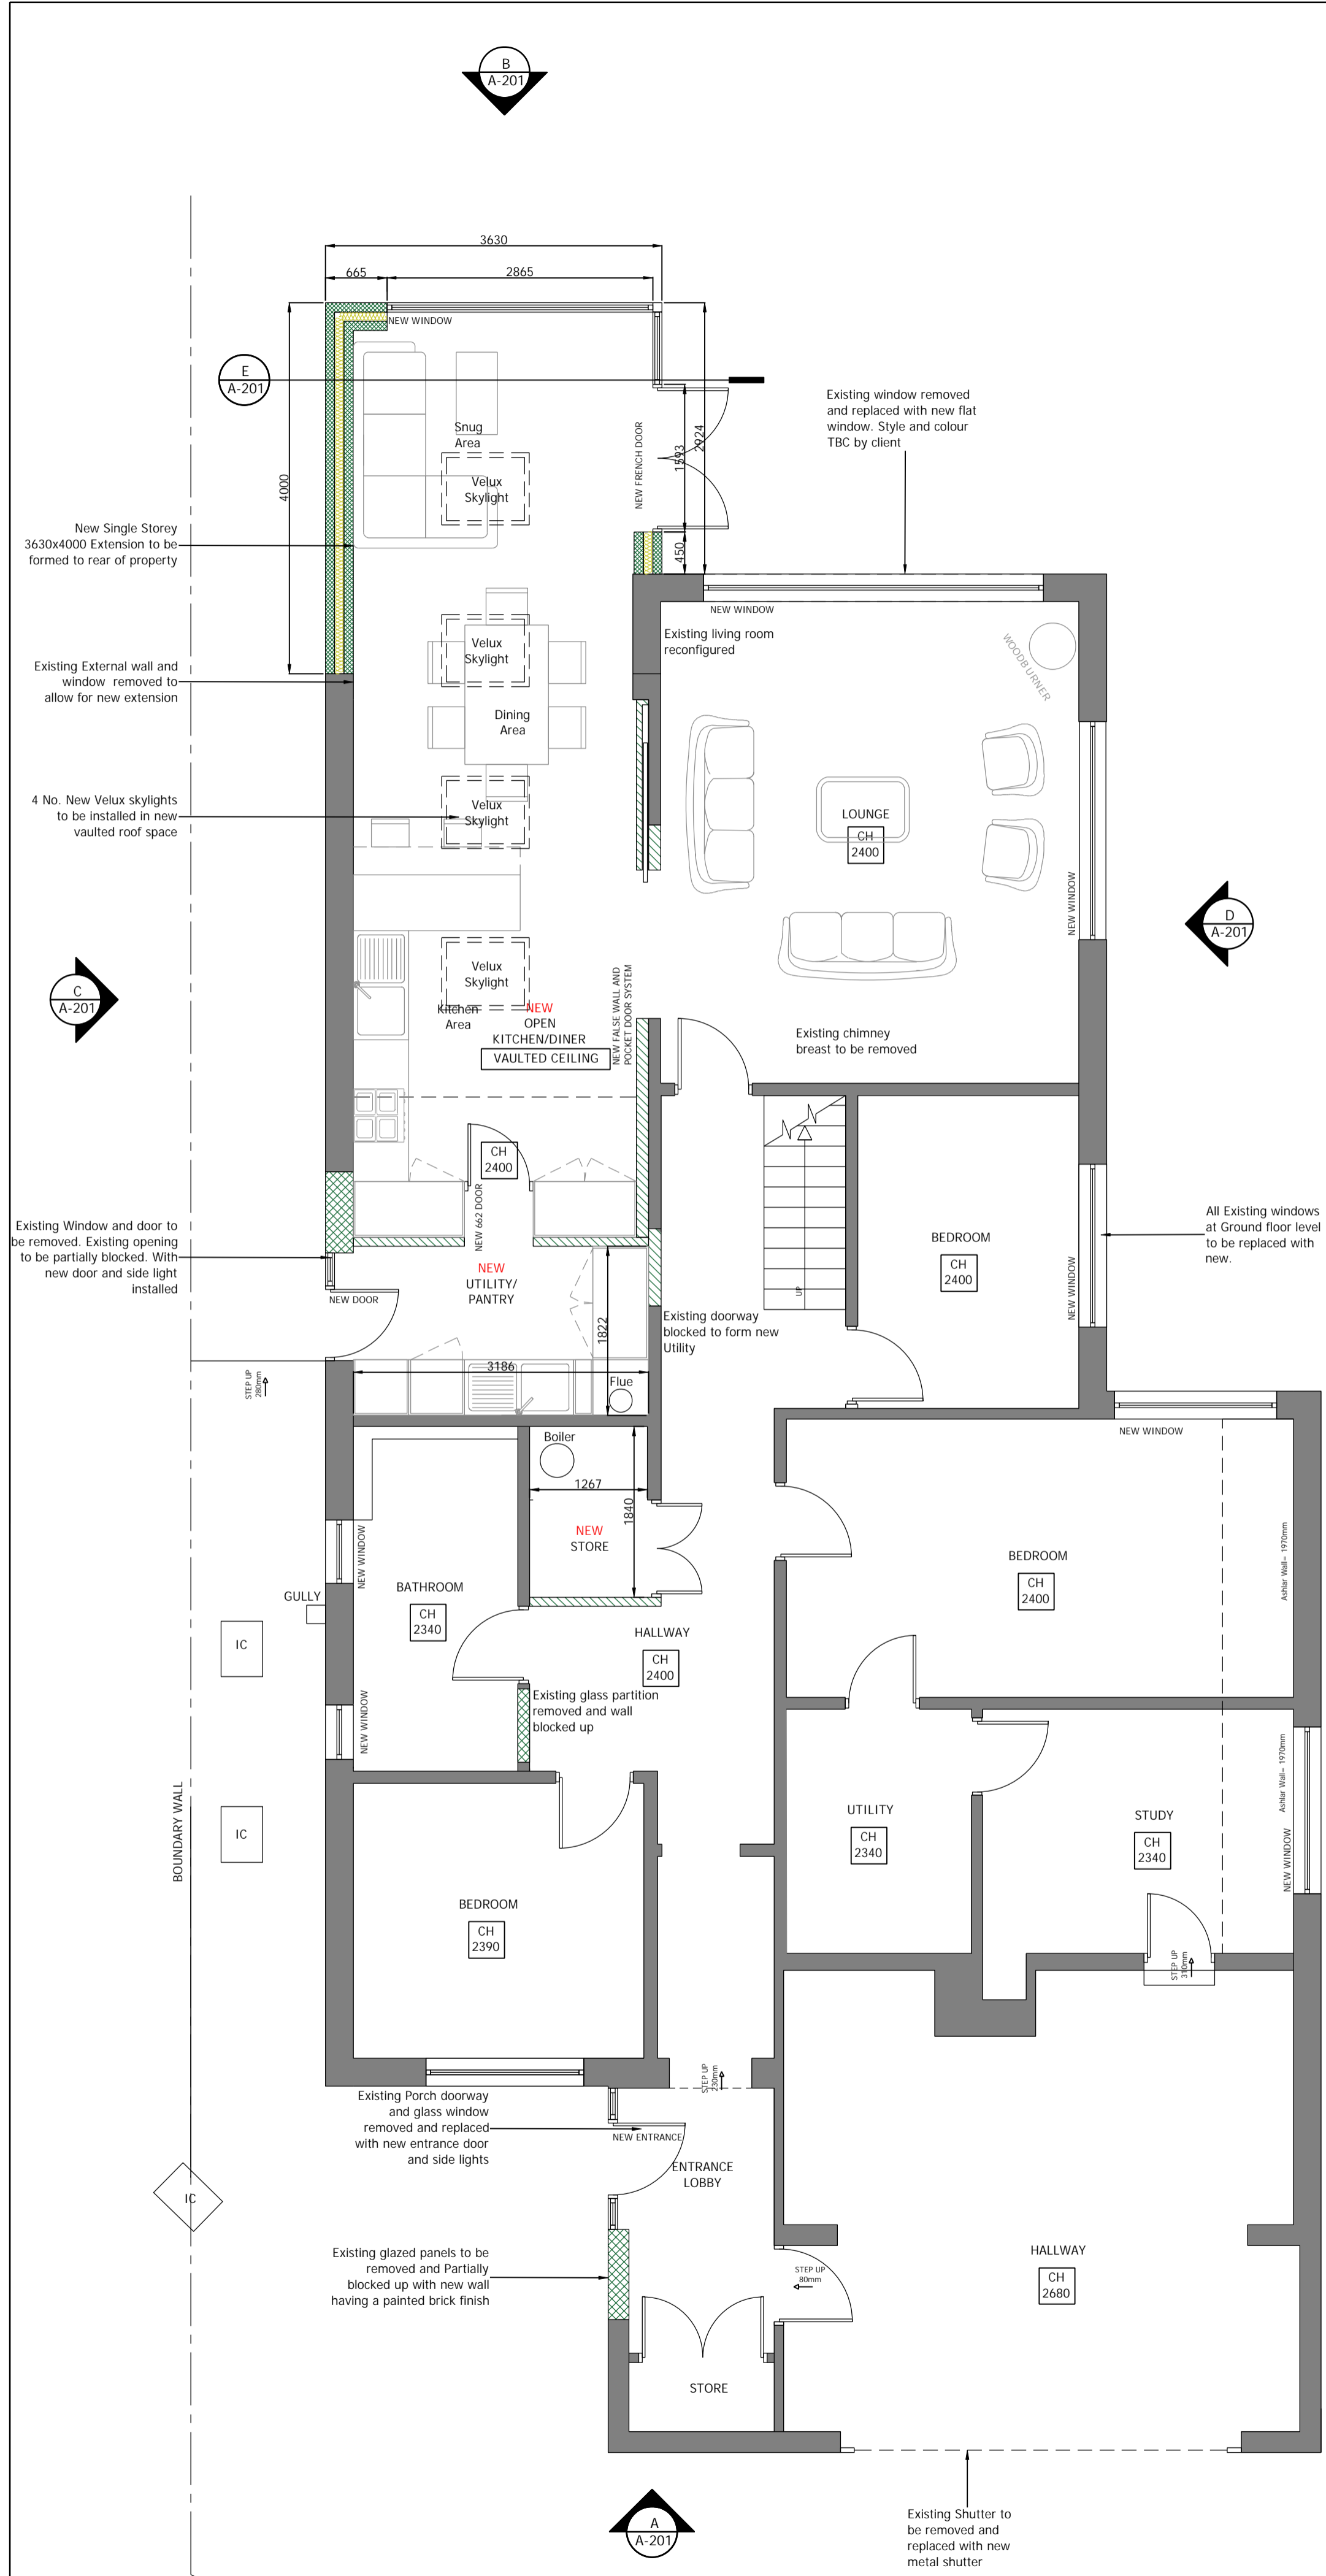 B
A-201
3630
665
2865
NEW WINDOW
E
A-201
4000
Snug
Area
Velux
Skylight
NEW FRENCH DOOR
1593
2924
450
Existing window removed
and replaced with new flat
window. Style and colour
TBC by client
New Single Storey
3630x4000 Extension to be
formed to rear of property
NEW WINDOW
Existing living room
reconfigured
WOODBURNER
Existing External wall and
window removed to
allow for new extension
Velux
Skylight
Dining
Area
4 No. New Velux skylights
to be installed in new
vaulted roof space
Velux
Skylight
LOUNGE
CH
2400
NEW WINDOW
D
A-201
C
A-201
Velux
Skylight
Kitchen
Area
NEW
OPEN
KITCHEN/DINER
VAULTED CEILING
NEW FALSE WALL AND
POCKET DOOR SYSTEM
Existing chimney
breast to be removed
CH
2400
NEW 662 DOOR
Existing Window and door to
be removed. Existing opening
to be partially blocked. With
new door and side light
installed
NEW DOOR
NEW
UTILITY/
PANTRY
1822
3186
Flue
UP
Existing doorway
blocked to form new
Utility
BEDROOM
CH
2400
NEW WINDOW
All Existing windows
at Ground floor level
to be replaced with
new.
STEP UP
280mm
NEW WINDOW
Boiler
1267
1840
NEW
STORE
NEW WINDOW
BATHROOM
CH
2340
GULLY
IC
HALLWAY
CH
2400
BEDROOM
CH
2400
Ashlar Wall= 1970mm
Existing glass partition
removed and wall
blocked up
NEW WINDOW
BOUNDARY WALL
IC
UTILITY
CH
2340
STUDY
CH
2340
Ashlar Wall= 1970mm
NEW WINDOW
BEDROOM
CH
2390
STEP UP
310mm
STEP UP
230mm
Existing Porch doorway
and glass window
removed and replaced
with new entrance door
and side lights
NEW ENTRANCE
ENTRANCE
LOBBY
IC
Existing glazed panels to be
removed and Partially
blocked up with new wall
having a painted brick finish
STEP UP
80mm
HALLWAY
CH
2680
STORE
A
A-201
Existing Shutter to
be removed and
replaced with new
metal shutter